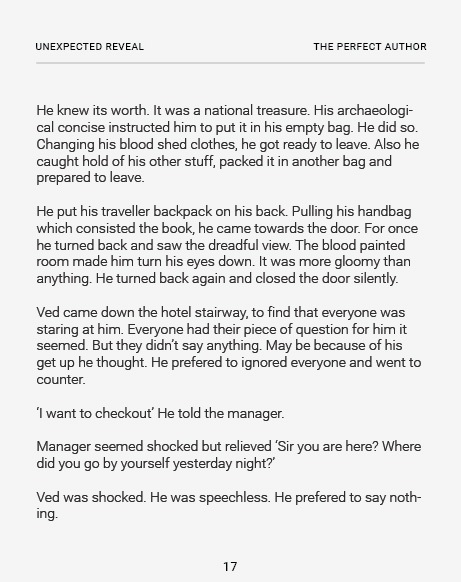 UNEXPECTED REVEAL THE PERFECT AUTHOR
He knew its worth. It was a national treasure. His archaeologi-
cal concise instructed him to put it in his empty bag. He did so.
Changing his blood shed clothes, he got ready to leave. Also he
caught hold of his other stuff, packed it in another bag and
prepared to leave.
He put his traveller backpack on his back. Pulling his handbag
which consisted the book, he came towards the door. For once
he turned back and saw the dreadful view. The blood painted
room made him turn his eyes down. It was more gloomy than
anything. He turned back again and closed the door silently.
Ved came down the hotel stairway, to find that everyone was
staring at him. Everyone had their piece of question for him it
seemed. But they didn’t say anything. May be because of his
get up he thought. He prefered to ignored everyone and went to
counter.
‘I want to checkout’ He told the manager.
Manager seemed shocked but relieved ‘Sir you are here? Where
did you go by yourself yesterday night?’
Ved was shocked. He was speechless. He prefered to say noth-
ing.
17